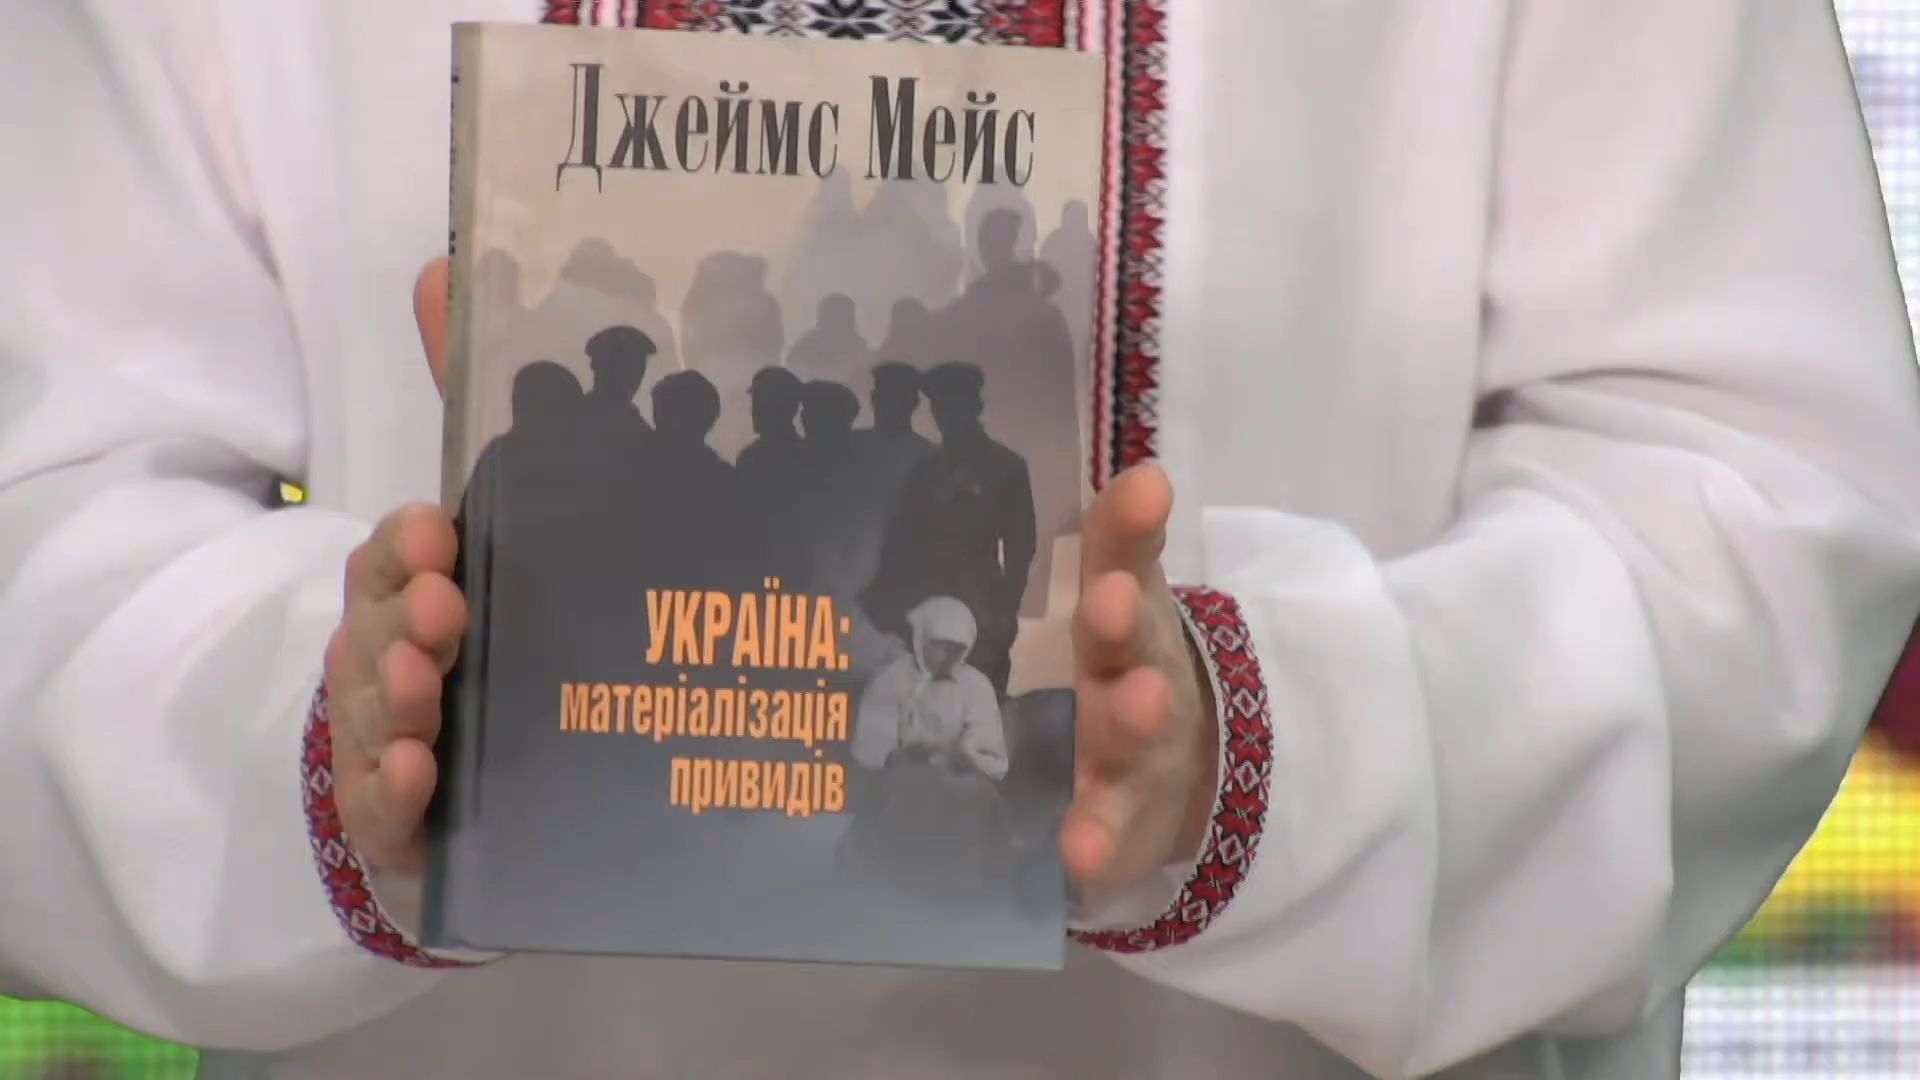 Джеймс Мейс
УКРАЇНА:
матеріалізація
привидів